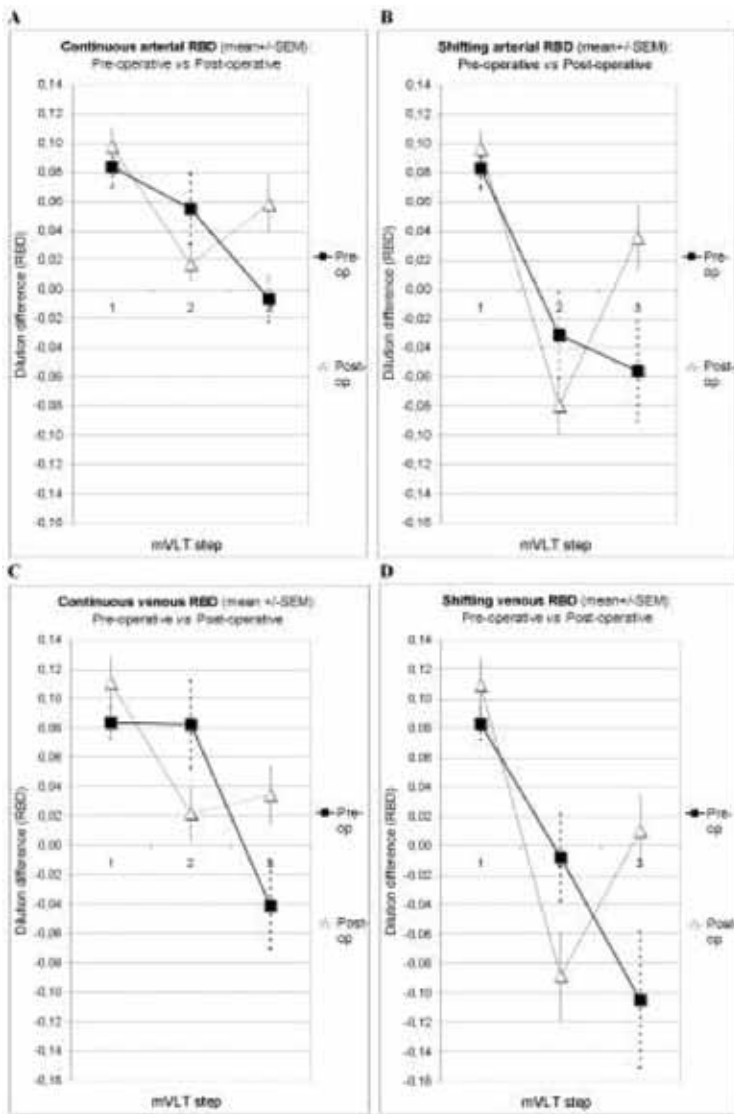 A
Continuous arterial RBD (mean+/-SEM):
Pre-operative vs Post-operative
0,14
0,12
0,10
0,08
0,06
0,04
0,02
0,00
-0,02
-0,04
-0,06
-0,08
-0,10
-0,12
-0,14
-0,16
Dilution difference (RBD)
1 2 3
mVLT step
Pre-
op
Post-
op
B
Shifting arterial RBD (mean+/-SEM):
Pre-operative vs Post-operative
0,14
0,12
0,10
0,08
0,06
0,04
0,02
0,00
-0,02
-0,04
-0,06
-0,08
-0,10
-0,12
-0,14
-0,16
Dilution difference (RBD)
1 2 3
mVLT step
Pre-
op
Post-
op
C
Continuous venous RBD (mean +/-SEM):
Pre-operative vs Post-operative
0,14
0,12
0,10
0,08
0,06
0,04
0,02
0,00
-0,02
-0,04
-0,06
-0,08
-0,10
-0,12
-0,14
-0,16
Dilution difference (RBD)
1 2 3
mVLT step
Pre-
op
Post-
op
D
Shifting venous RBD (mean+/-SEM):
Pre-operative vs Post-operative
0,14
0,12
0,10
0,08
0,06
0,04
0,02
0,00
-0,02
-0,04
-0,06
-0,08
-0,10
-0,12
-0,14
-0,16
Dilution difference (RBD)
1 2 3
mVLT step
Pre-
op
Post-
op